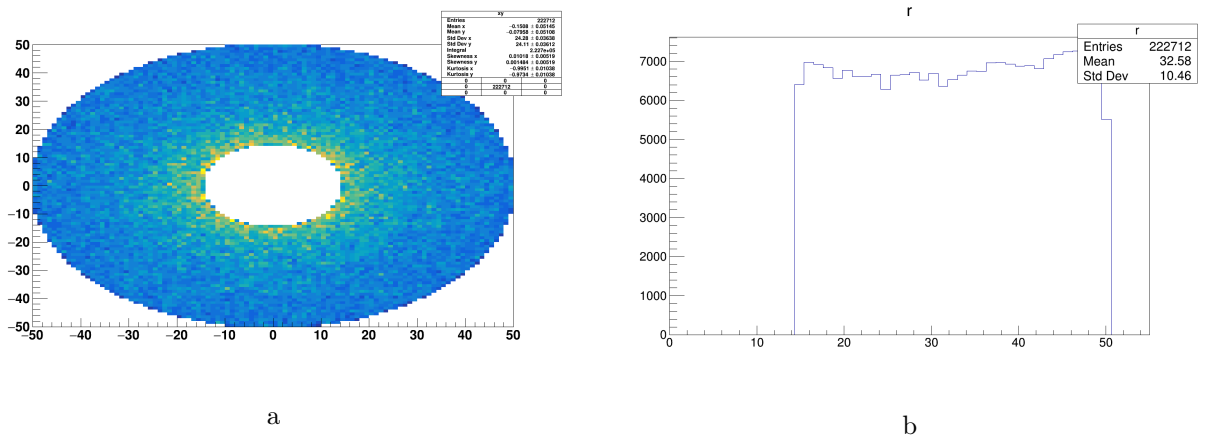 xy
Entries 222712
Mean x −0.1508 ± 0.05145
Mean y −0.07958 ± 0.05108
Std Dev x 24.28 ± 0.03638
Std Dev y 24.11 ± 0.03612
Integral 2.227e+05
Skewness x 0.01018 ± 0.00519
Skewness y 0.001484 ± 0.00519
Kurtosis x −0.9951 ± 0.01038
Kurtosis y −0.9734 ± 0.01038
0 0 0
0 222712 0
0 0 0
50
40
30
20
10
0
−10
−20
−30
−40
−50
−50 −40 −30 −20 −10 0 10 20 30 40 50
a
r
r
Entries 222712
Mean 32.58
Std Dev 10.46
7000
6000
5000
4000
3000
2000
1000
0
0 10 20 30 40 50
b